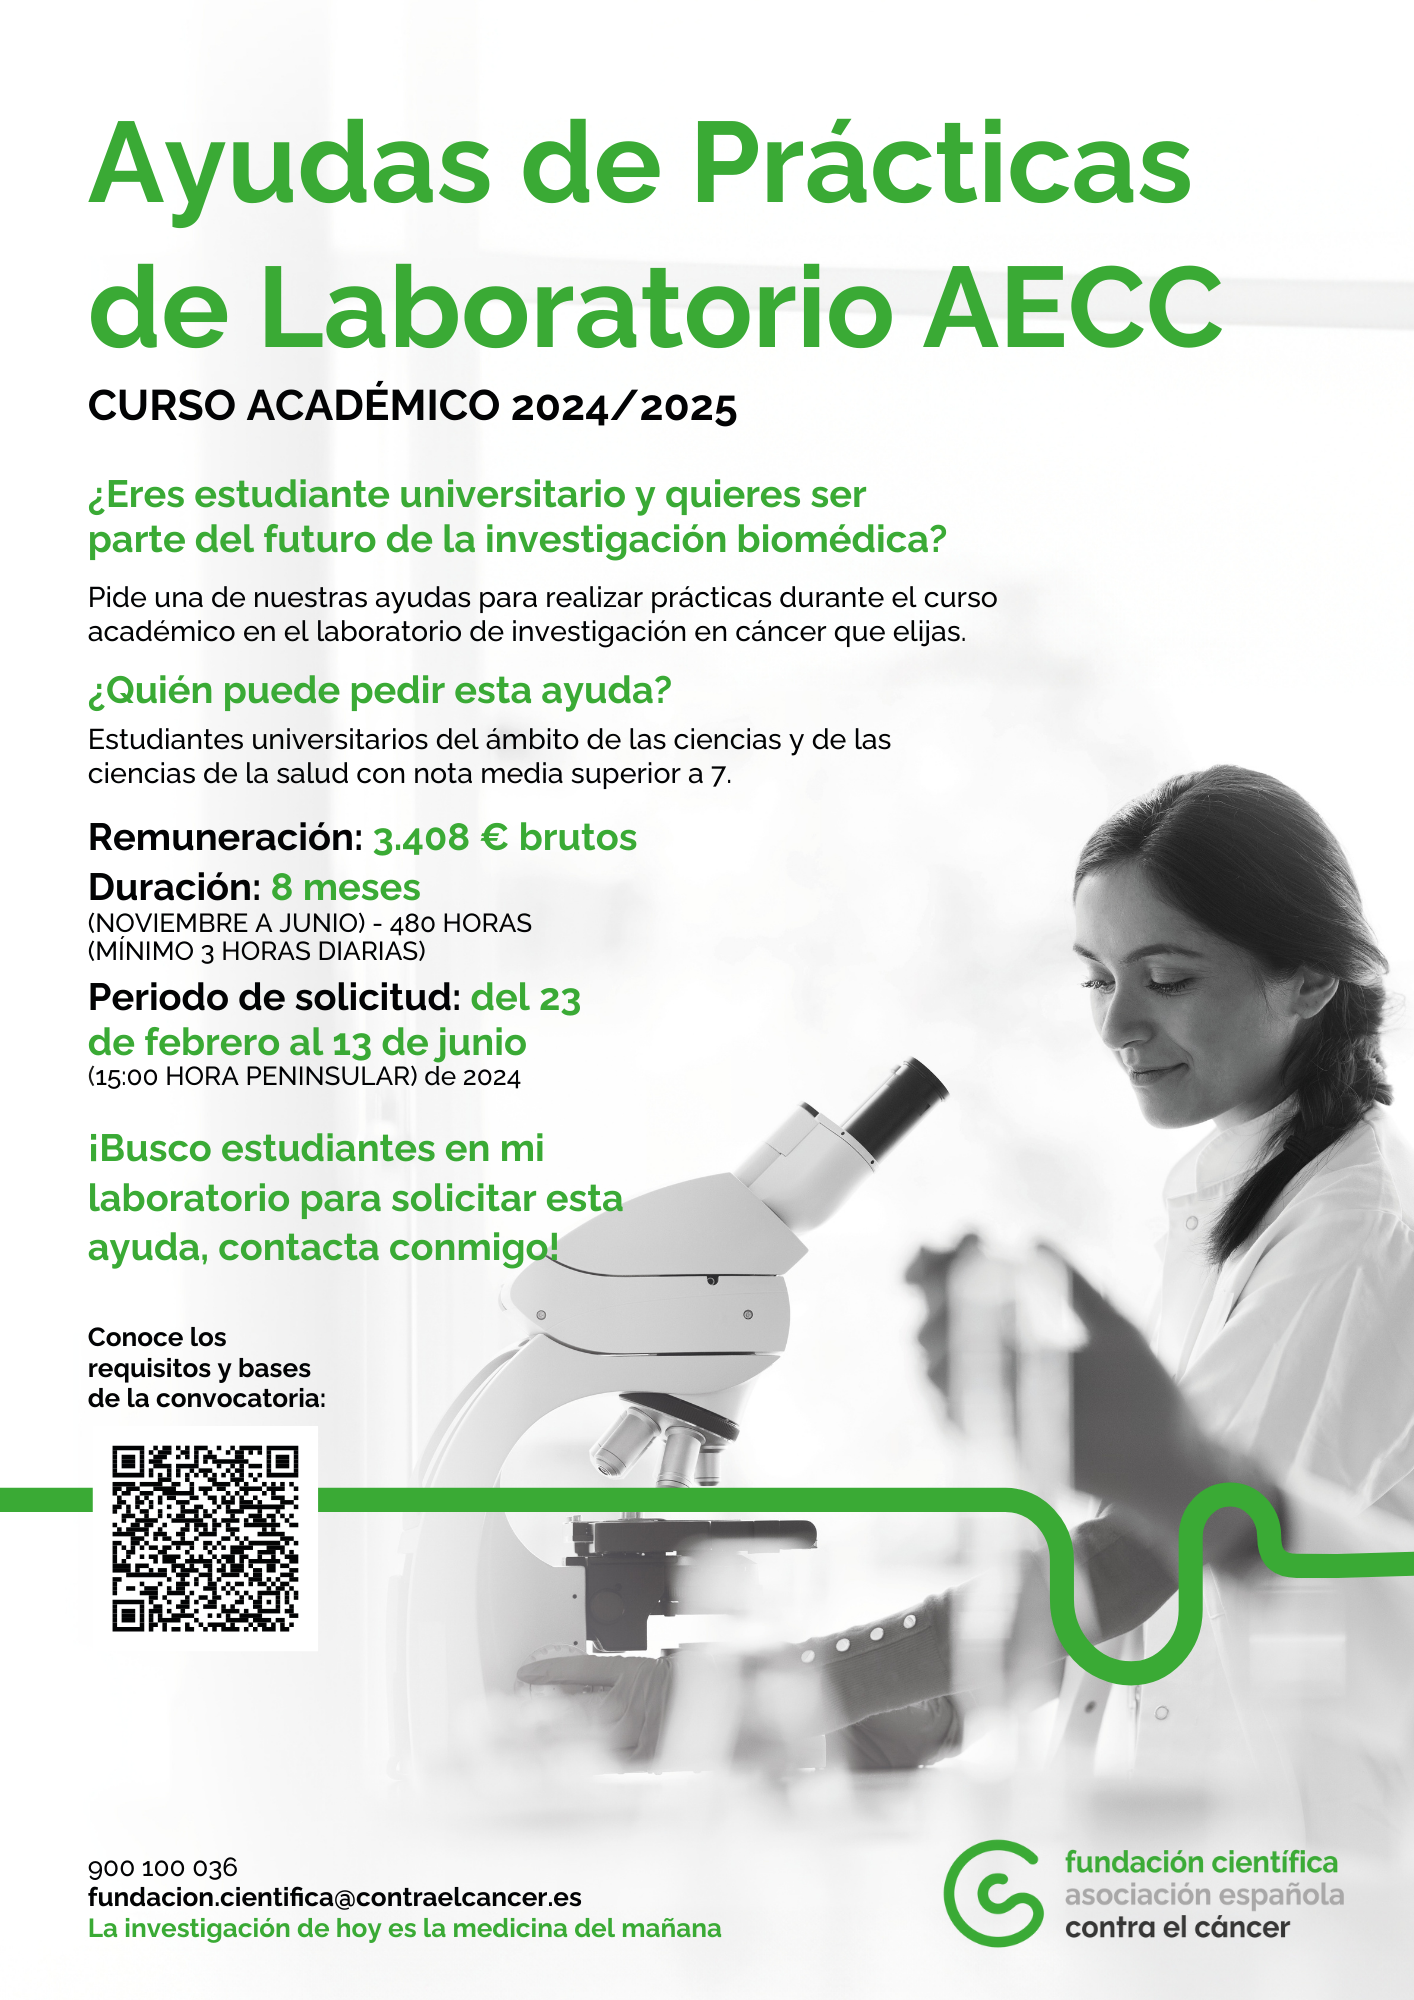 Ayudas de Prácticas
de Laboratorio AECC
CURSO ACADÉMICO 2024/2025
¿Eres estudiante universitario y quieres ser
parte del futuro de la investigación biomédica?
Pide una de nuestras ayudas para realizar prácticas durante el curso
académico en el laboratorio de investigación en cáncer que elijas.
¿Quién puede pedir esta ayuda?
Estudiantes universitarios del ámbito de las ciencias y de las
ciencias de la salud con nota media superior a 7.
Remuneración: 3.408 € brutos
Duración: 8 meses
(NOVIEMBRE A JUNIO) - 480 HORAS
(MÍNIMO 3 HORAS DIARIAS)
Periodo de solicitud: del 23
de febrero al 13 de junio
(15:00 HORA PENINSULAR) de 2024
¡Busco estudiantes en mi
laboratorio para solicitar esta
ayuda, contacta conmigo!
Conoce los
requisitos y bases
de la convocatoria:
900 100 036
fundacion.cientifica@contraelcancer.es
La investigación de hoy es la medicina del mañana
fundación científica
asociación española
contra el cáncer